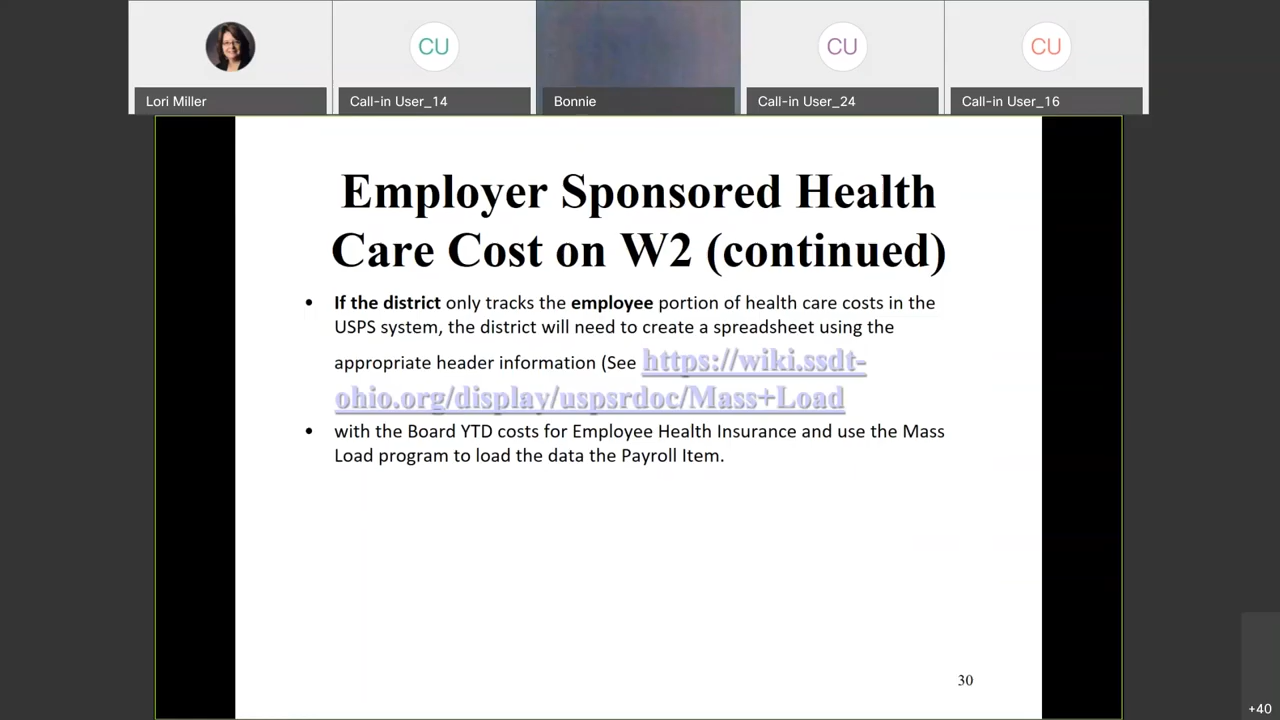 CU
CU
CU
Lori Miller
Call-in User_14
Bonnie
Call-in User_24
Call-in User_16
Employer Sponsored Health
Care Cost on W2 (continued)
• If the district only tracks the employee portion of health care costs in the
USPS system, the district will need to create a spreadsheet using the
appropriate header information (See https://wiki.ssdt-
ohio.org/display/uspsrdoc/Mass+Load
• with the Board YTD costs for Employee Health Insurance and use the Mass
Load program to load the data the Payroll Item.
30
+40